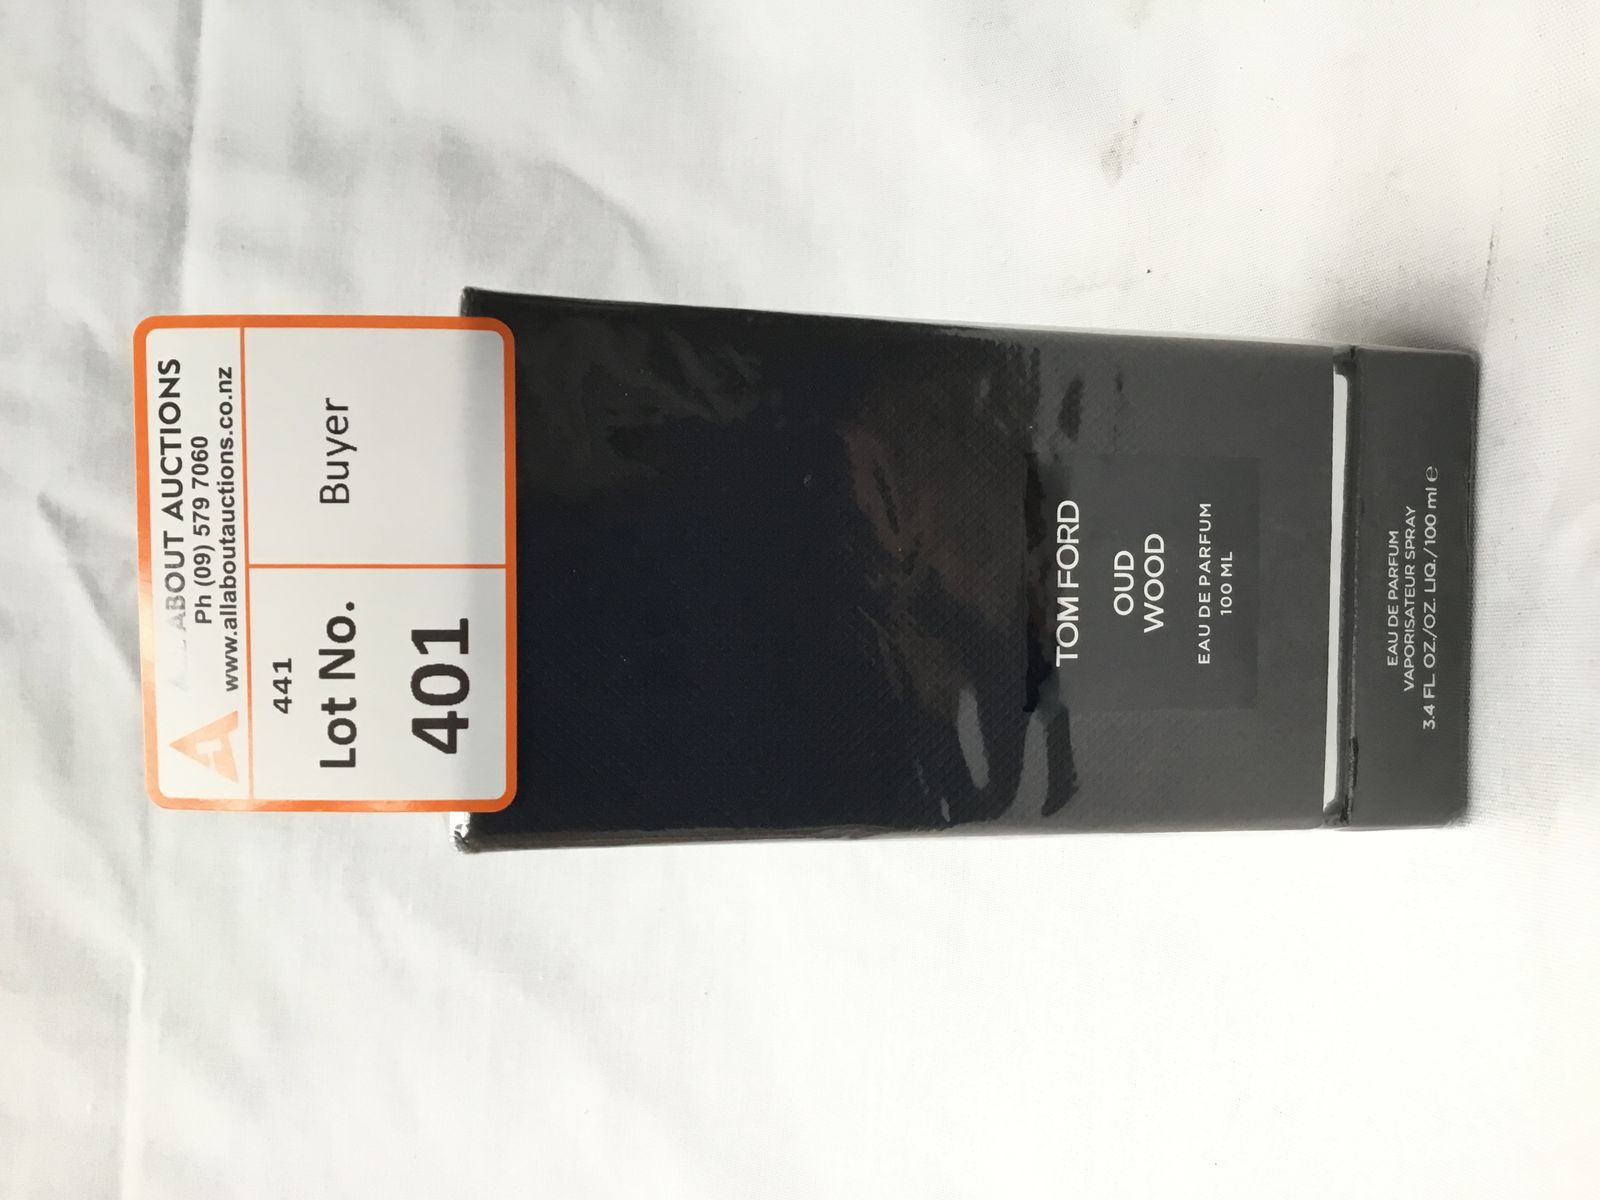 ALL ABOUT AUCTIONS
Ph (09) 579 7060
www.allaboutauctions.co.nz
441
Lot No.
401
Buyer
TOM FORD
OUD
WOOD
EAU DE PARFUM
100 ML
EAU DE PARFUM
VAPORISATEUR SPRAY
3.4 FL. OZ./OZ. LIQ./100 ml ℮